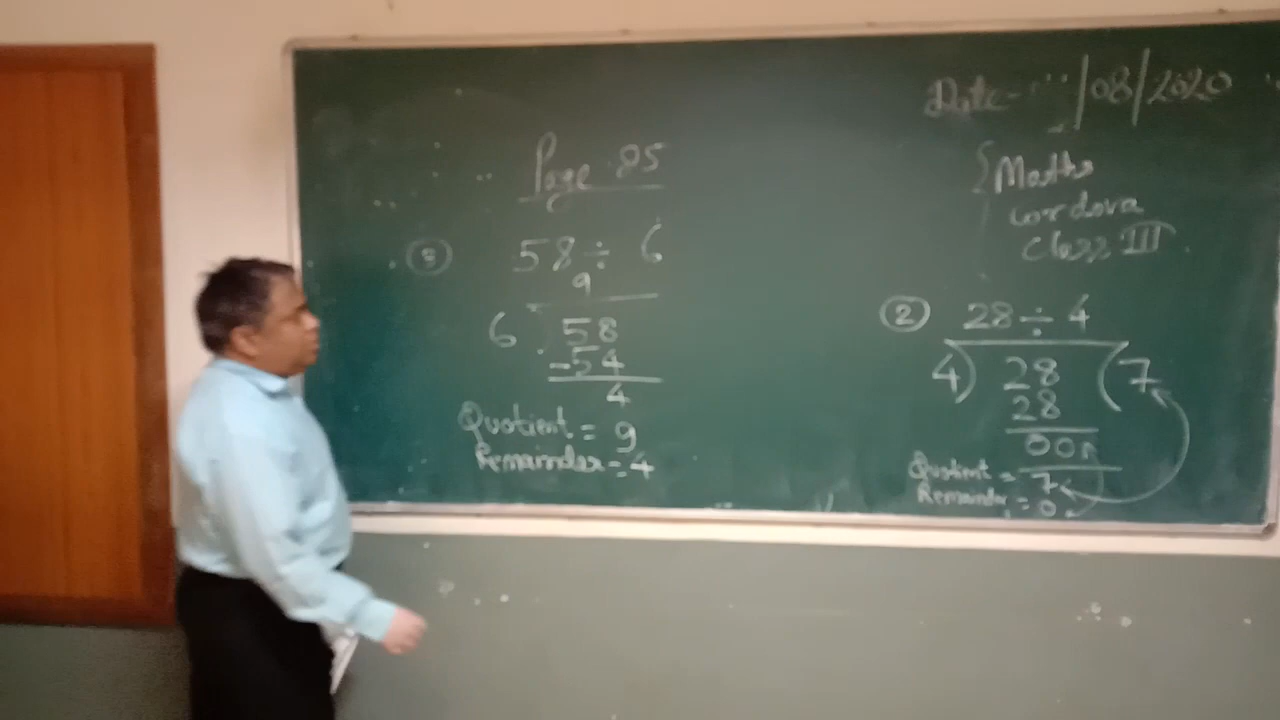 Date- /08/2020
Maths
Cordova
Class III
Page 85
58 ÷ 6
9
6 58
-54
4
Quotient = 9
Remainder = 4
② 28 ÷ 4
4) 28 (7
28
00
Quotient = 7
Remainder = 0